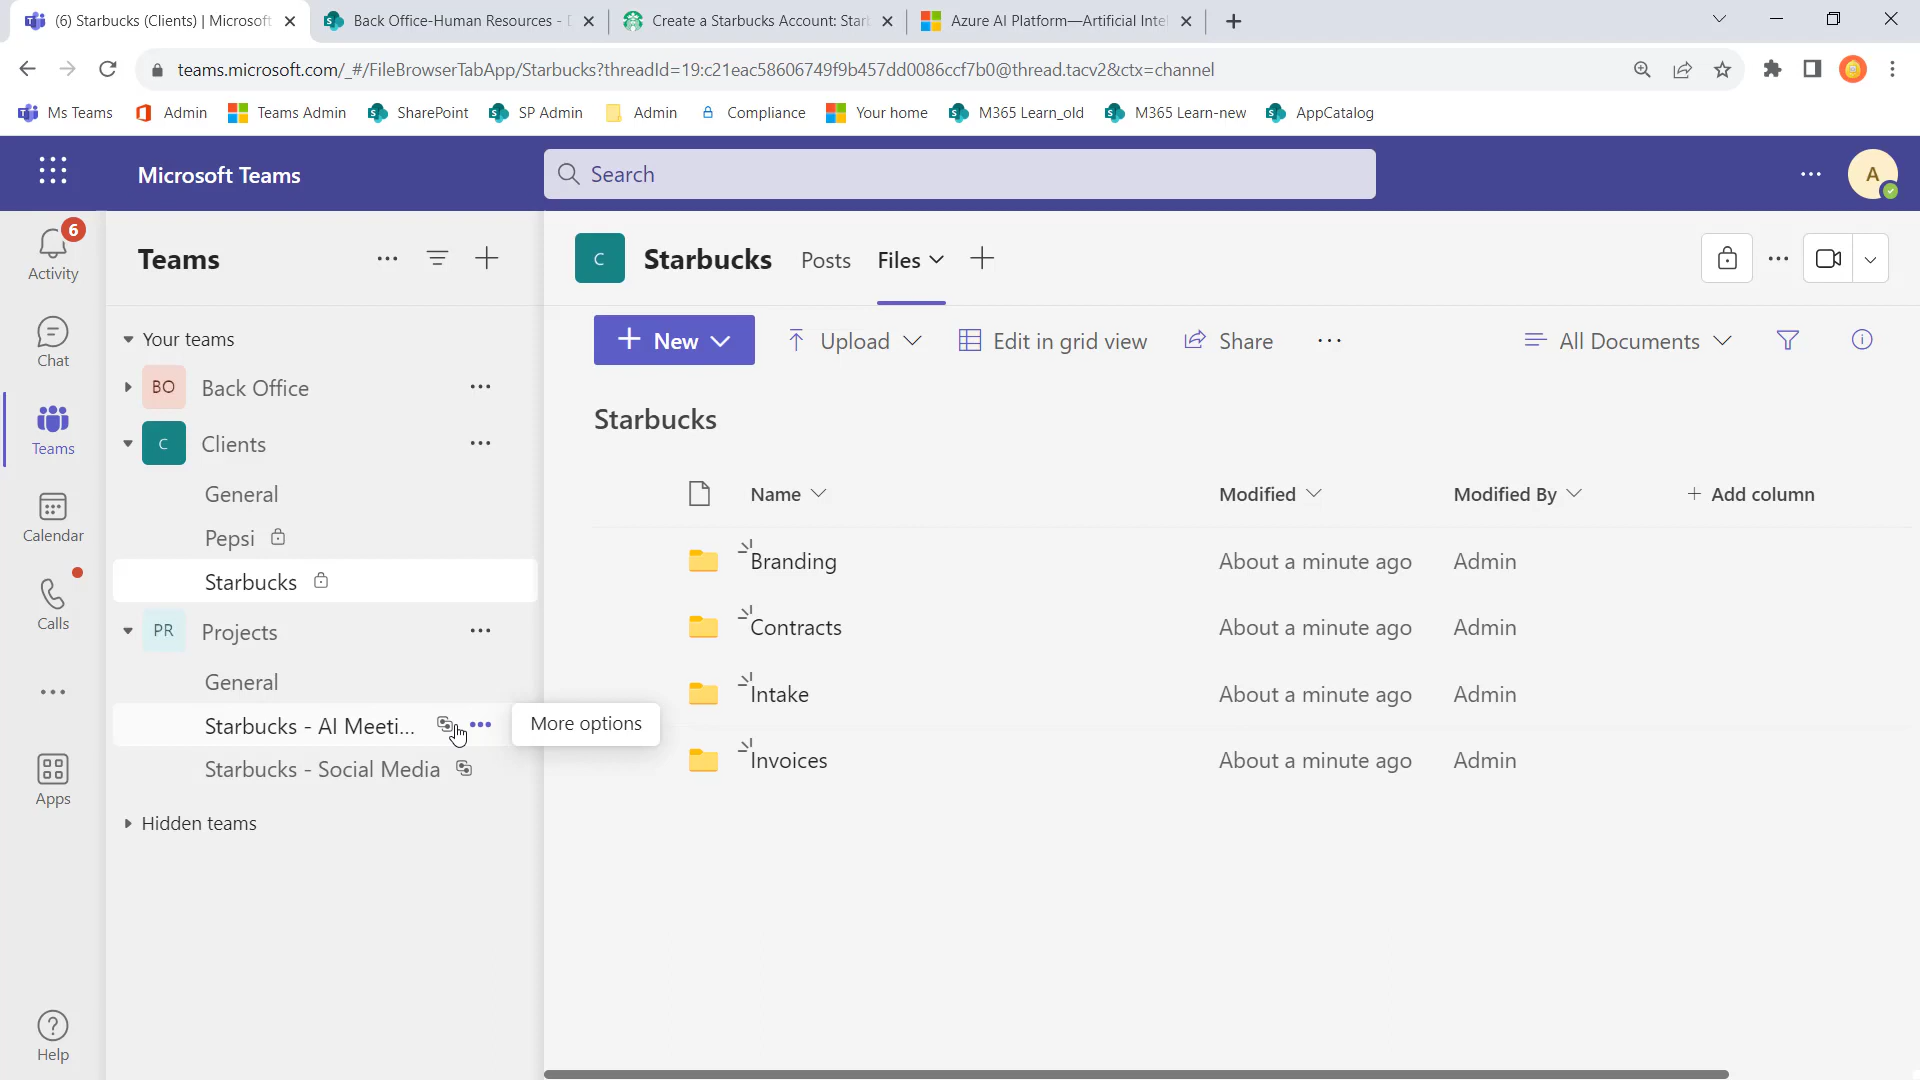 (6) Starbucks (Clients) | Microsoft
Back Office-Human Resources -
Create a Starbucks Account: Star
Azure AI Platform—Artificial Inte
teams.microsoft.com/_#/FileBrowserTabApp/Starbucks?threadId=19:c21eac58606749f9b457dd0086ccf7b0@thread.tacv2&ctx=channel
Ms Teams
Admin
Teams Admin
SharePoint
SP Admin
Admin
Compliance
Your home
M365 Learn_old
M365 Learn-new
AppCatalog
Microsoft Teams
Search
A
6
Activity
Chat
Teams
Calendar
Calls
Apps
Help
Teams
Your teams
BO Back Office
C Clients
General
Pepsi
Starbucks
PR Projects
General
Starbucks - AI Meeti...
More options
Starbucks - Social Media
Hidden teams
C Starbucks Posts Files
New Upload Edit in grid view Share All Documents
Starbucks
Name Modified Modified By Add column
Branding About a minute ago Admin
Contracts About a minute ago Admin
Intake About a minute ago Admin
Invoices About a minute ago Admin